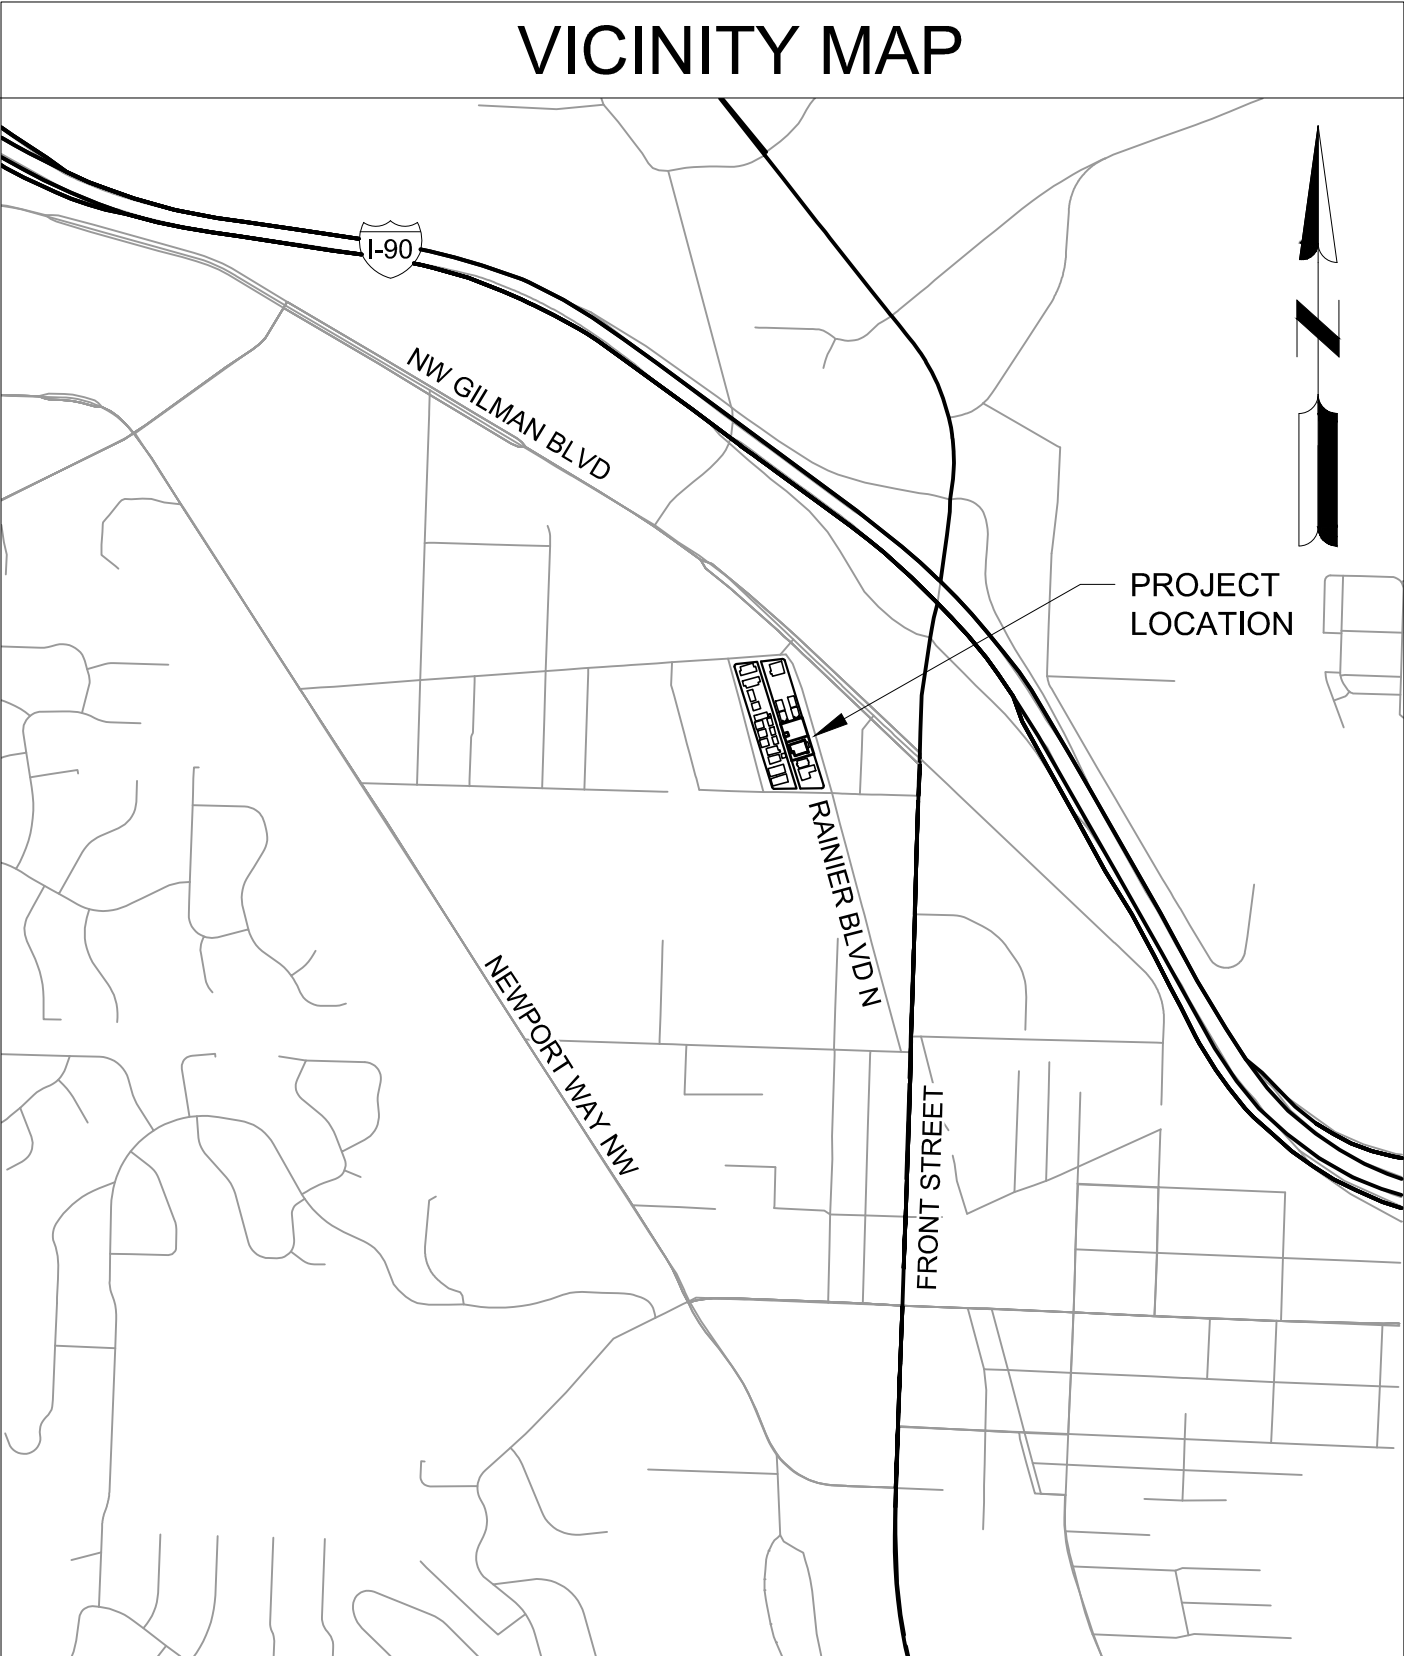 VICINITY MAP
I-90
NW GILMAN BLVD
N
PROJECT
LOCATION
RAINIER BLVD N
NEWPORT WAY NW
FRONT STREET